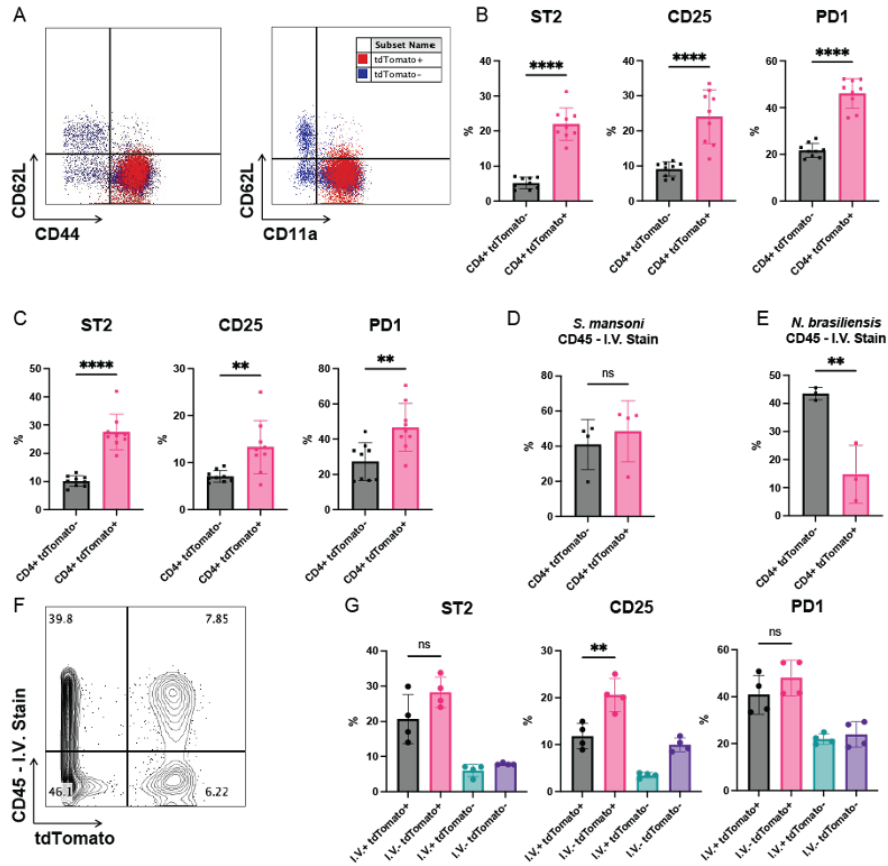 A
CD62L
CD44
CD62L
CD11a
Subset Name
tdTomato+
tdTomato-
B
ST2
CD25
PD1
****
****
****
%
40
30
20
10
0
%
40
30
20
10
0
%
60
40
20
0
CD4+ tdTomato-
CD4+ tdTomato+
CD4+ tdTomato-
CD4+ tdTomato+
CD4+ tdTomato-
CD4+ tdTomato+
C
ST2
CD25
PD1
****
**
**
%
50
40
30
20
10
0
%
30
20
10
0
%
80
60
40
20
0
CD4+ tdTomato-
CD4+ tdTomato+
CD4+ tdTomato-
CD4+ tdTomato+
CD4+ tdTomato-
CD4+ tdTomato+
D
S. mansoni
CD45 - I.V. Stain
ns
%
80
60
40
20
0
CD4+ tdTomato-
CD4+ tdTomato+
E
N. brasiliensis
CD45 - I.V. Stain
**
%
60
40
20
0
CD4+ tdTomato-
CD4+ tdTomato+
F
39.8
7.85
46.1
6.22
CD45 - I.V. Stain
tdTomato
G
ST2
CD25
PD1
ns
**
ns
%
40
30
20
10
0
%
30
20
10
0
%
60
40
20
0
I.V.+ tdTomato+
I.V.- tdTomato+
I.V.+ tdTomato-
I.V.- tdTomato-
I.V.+ tdTomato+
I.V.- tdTomato+
I.V.+ tdTomato-
I.V.- tdTomato-
I.V.+ tdTomato+
I.V.- tdTomato+
I.V.+ tdTomato-
I.V.- tdTomato-